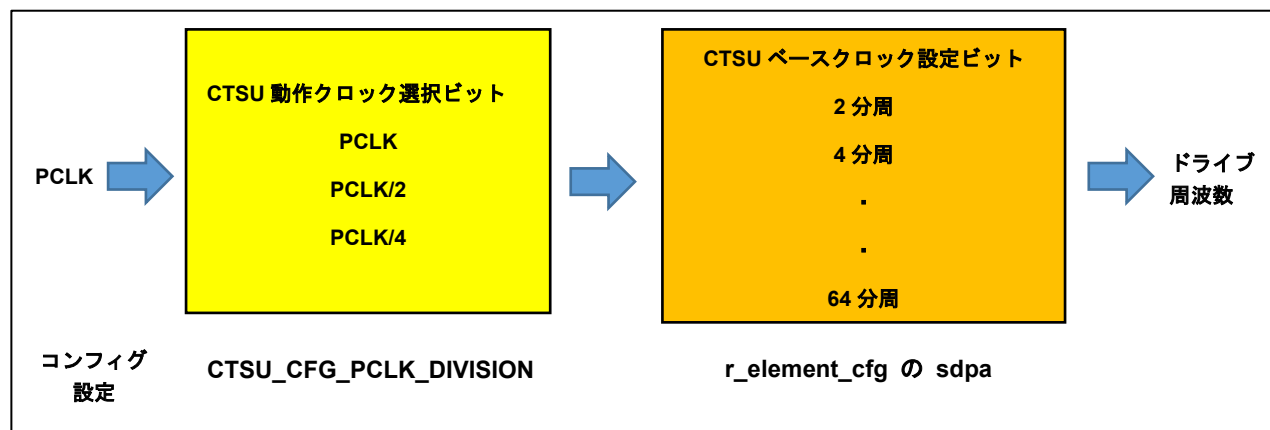 PCLK
CTSU 動作クロック選択ビット
PCLK
PCLK/2
PCLK/4
CTSU ベースクロック設定ビット
2 分周
4 分周
・
・
64 分周
ドライブ
周波数
コンフィグ
設定
CTSU_CFG_PCLK_DIVISION
r_element_cfg の sdpa